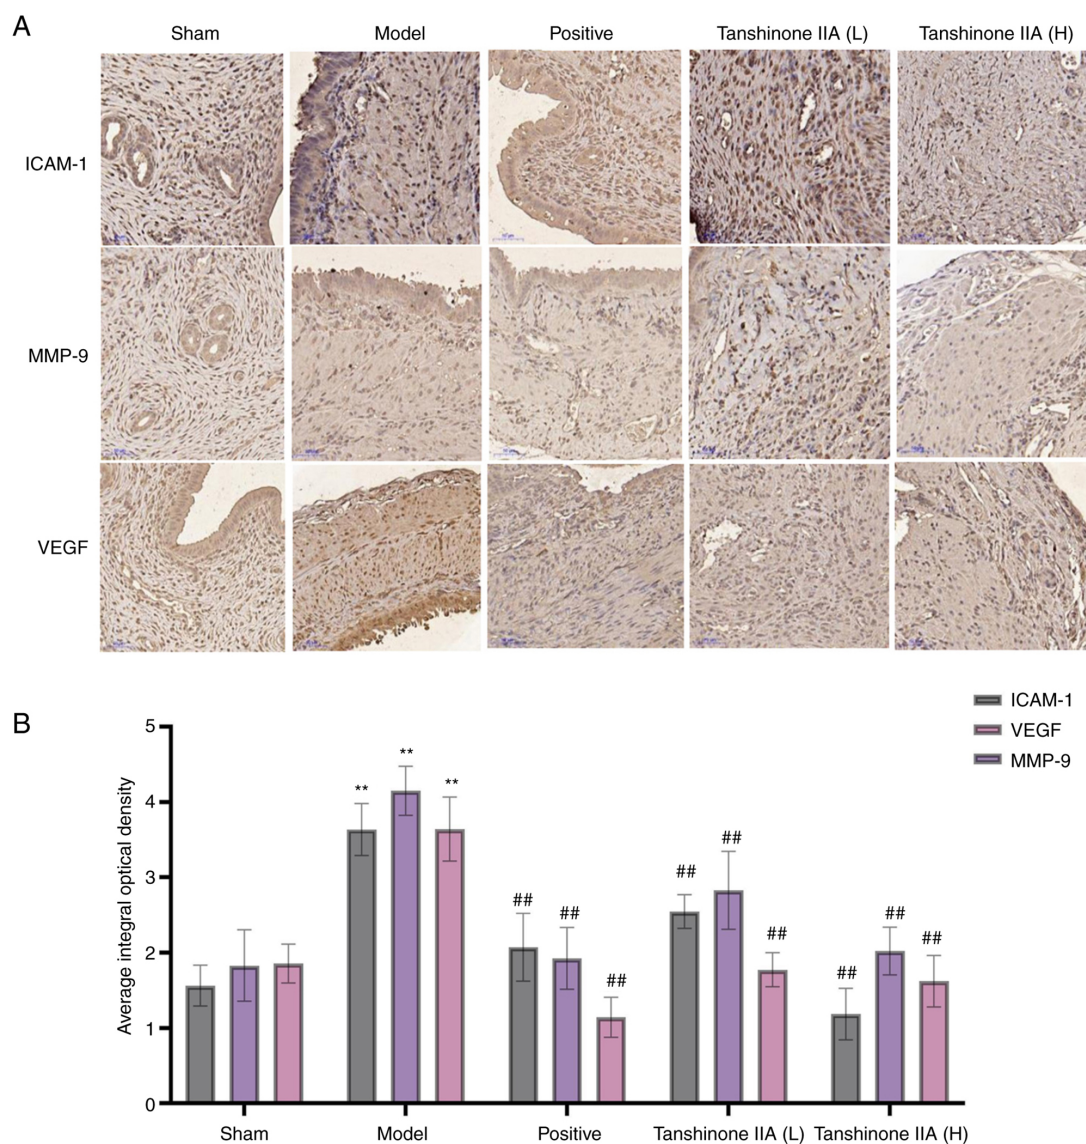 A
Sham Model Positive Tanshinone IIA (L) Tanshinone IIA (H)
ICAM-1
MMP-9
VEGF
B
ICAM-1
VEGF
MMP-9
Average integral optical density
5
4
3
2
1
0
** ** **
## ## ##
## ## ##
## ## ##
Sham Model Positive Tanshinone IIA (L) Tanshinone IIA (H)